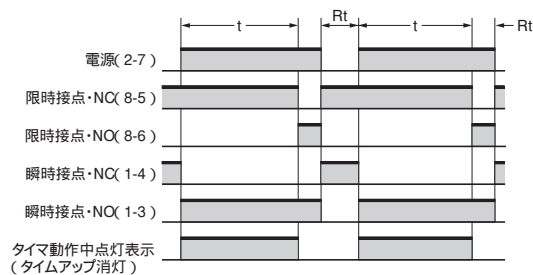 t Rt t Rt
電源( 2-7 )
限時接点・NC( 8-5 )
限時接点・NO( 8-6 )
瞬時接点・NC( 1-4 )
瞬時接点・NO( 1-3 )
タイマ動作中点灯表示
( タイムアップ消灯 )